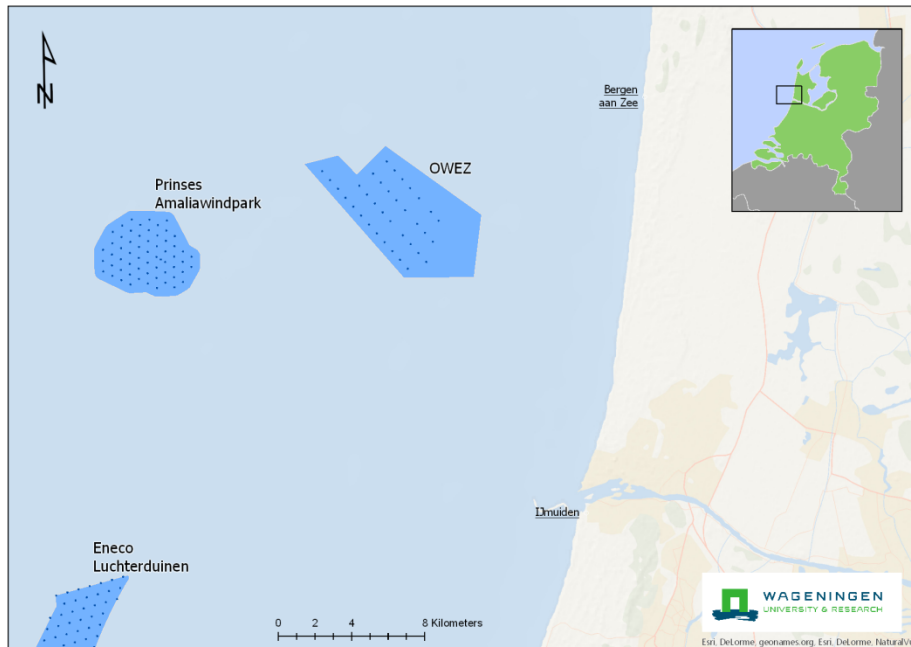 N
Bergen
aan Zee
OWEZ
Prinses
Amaliawindpark
IJmuiden
Eneco
Luchterduinen
0 2 4 8 Kilometers
WAGENINGEN
UNIVERSITY & RESEARCH
Esri, DeLorme, geonames.org, Esri, DeLorme, NaturalV